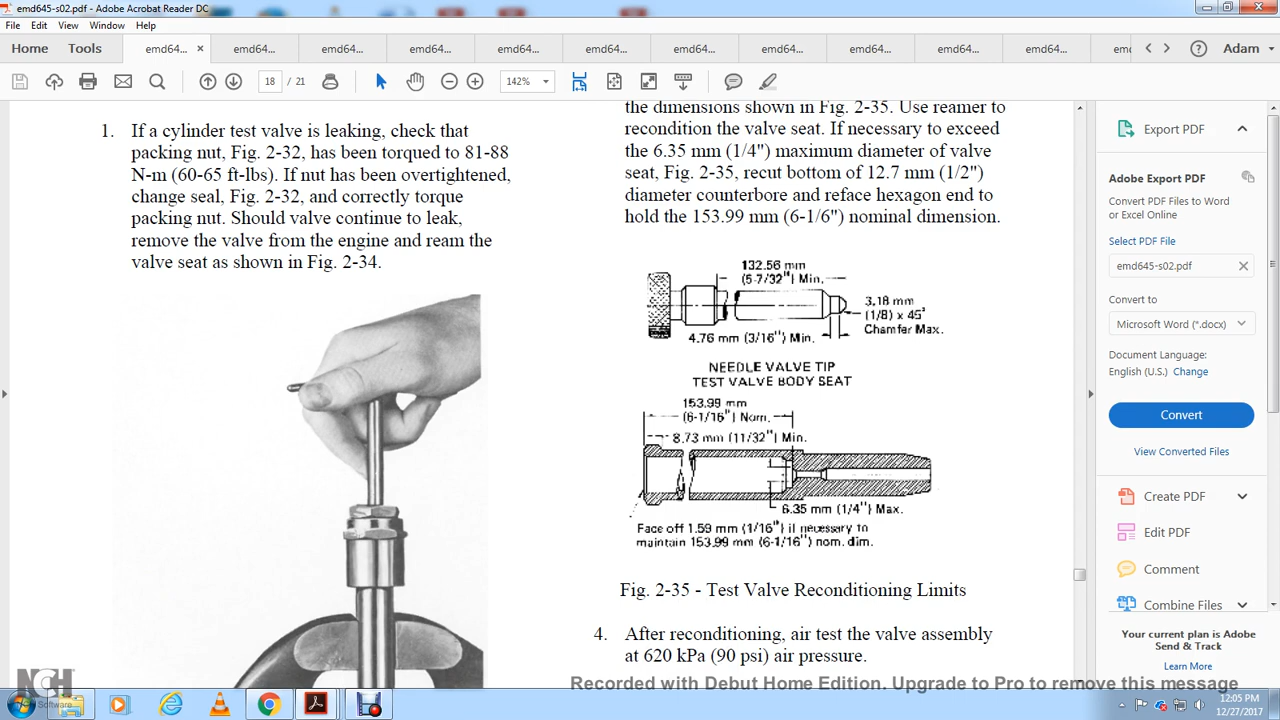 emd645-s02.pdf - Adobe Acrobat Reader DC
File Edit View Window Help
Home Tools emd64... × emd64... emd64... emd64... emd64... emd64... emd64... emd64... emd64... emd64... emd64... Adam
18 / 21 142%
1. If a cylinder test valve is leaking, check that
packing nut, Fig. 2-32, has been torqued to 81-88
N-m (60-65 ft-lbs). If nut has been overtightened,
change seal, Fig. 2-32, and correctly torque
packing nut. Should valve continue to leak,
remove the valve from the engine and ream the
valve seat as shown in Fig. 2-34.
the dimensions shown in Fig. 2-35. Use reamer to
recondition the valve seat. If necessary to exceed
the 6.35 mm (1/4") maximum diameter of valve
seat, Fig. 2-35, recut bottom of 12.7 mm (1/2")
diameter counterbore and reface hexagon end to
hold the 153.99 mm (6-1/6") nominal dimension.
132.56 mm
(5-7/32") Min.
3.18 mm
(1/8) x 45°
Chamfer Max.
4.76 mm (3/16") Min.
NEEDLE VALVE TIP
TEST VALVE BODY SEAT
153.99 mm
(6-1/16") Nom.
8.73 mm (11/32") Min.
6.35 mm (1/4") Max.
Face off 1.59 mm (1/16") if necessary to
maintain 153.99 mm (6-1/16") nom. dim.
Fig. 2-35 - Test Valve Reconditioning Limits
4. After reconditioning, air test the valve assembly
at 620 kPa (90 psi) air pressure.
Export PDF
Adobe Export PDF
Convert PDF Files to Word
or Excel Online
Select PDF File
emd645-s02.pdf
Convert to
Microsoft Word (*.docx)
Document Language:
English (U.S.) Change
Convert
View Converted Files
Create PDF
Edit PDF
Comment
Combine Files
Your current plan is Adobe
Send & Track
Learn More
NCH
Software
Recorded with Debut Home Edition. Upgrade to Pro to remove this message
12:05 PM
12/27/2017